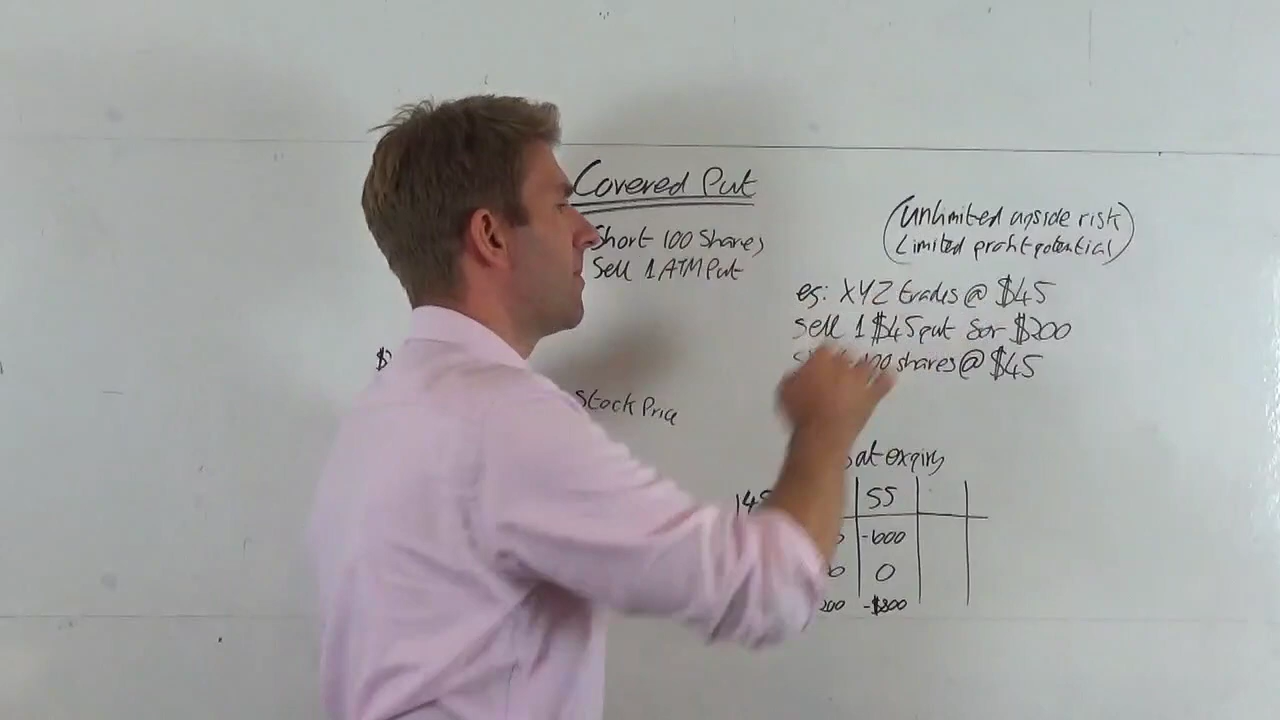 Covered Put
Short 100 Shares
Sell 1 ATM Put
(Unlimited upside risk
Limited profit potential)
eg: XYZ trades @ $45
Sell 1 $45 put for $200
100 shares @ $45
Stock Price
at expiry
55
0
-$800